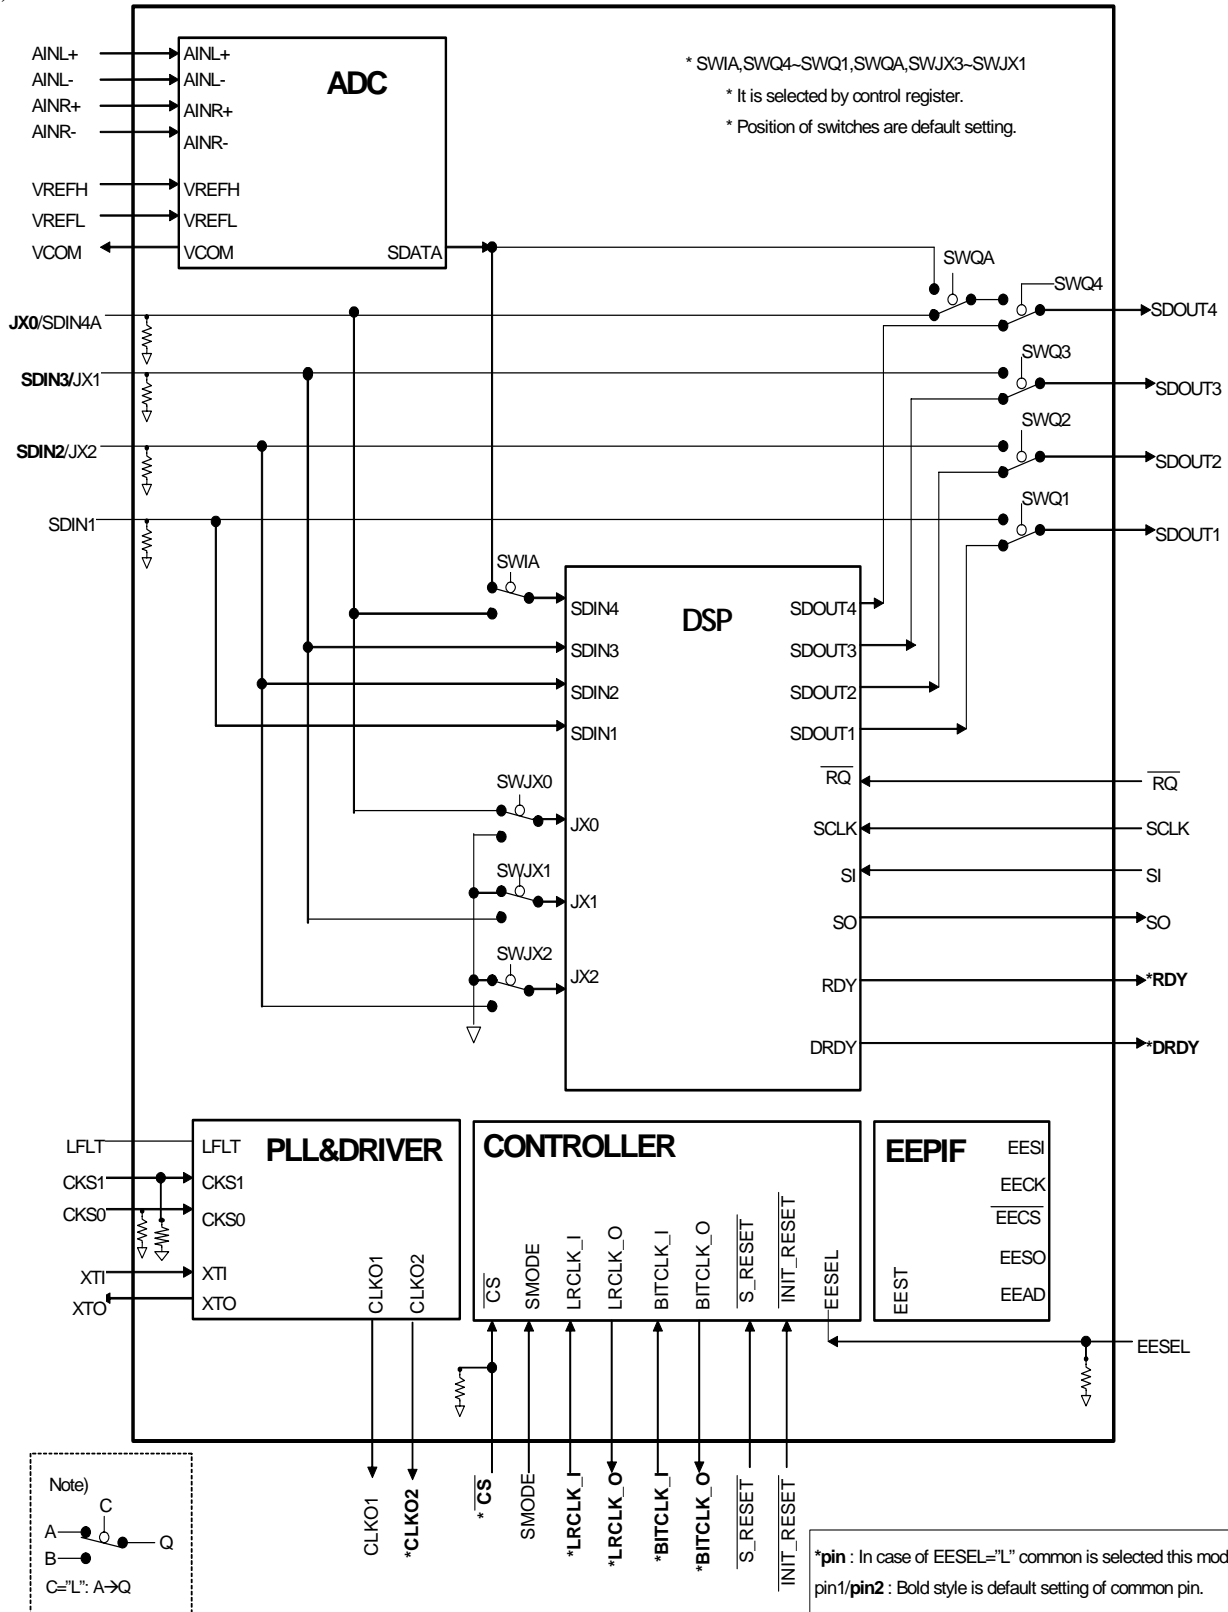 )
* SWIA,SWQ4~SWQ1,SWQA,SWJX3~SWJX1
* It is selected by control register.
* Position of switches are default setting.
ADC
AINL+ AINL+
AINL- AINL-
AINR+ AINR+
AINR- AINR-
VREFH VREFH
VREFL VREFL
VCOM VCOM SDATA
SWQA
SWQ4
JX0/SDIN4A SDOUT4
SWQ3
SDIN3/JX1 SDOUT3
SWQ2
SDIN2/JX2 SDOUT2
SWQ1
SDIN1 SDOUT1
SWIA
DSP
SDIN4 SDOUT4
SDIN3 SDOUT3
SDIN2 SDOUT2
SDIN1 SDOUT1
SWJX0
JX0
SWJX1
JX1
SWJX2
JX2
RQ RQ
SCLK SCLK
SI SI
SO SO
RDY *RDY
DRDY *DRDY
PLL&DRIVER
LFLT LFLT
CKS1 CKS1
CKS0 CKS0
XTI XTI
XTO XTO
CLKO1
CLKO2
CONTROLLER
CS
SMODE
LRCLK_I
LRCLK_O
BITCLK_I
BITCLK_O
S_RESET
INIT_RESET
EESEL
EEPIF
EESI
EECK
EECS
EESO
EEAD
EEST
EESEL
CLKO1
*CLKO2
* CS
SMODE
*LRCLK_I
*LRCLK_O
*BITCLK_I
*BITCLK_O
S_RESET
INIT_RESET
Note)
C
A Q
B
C="L": A→Q
*pin : In case of EESEL="L" common is selected this mod
pin1/pin2 : Bold style is default setting of common pin.